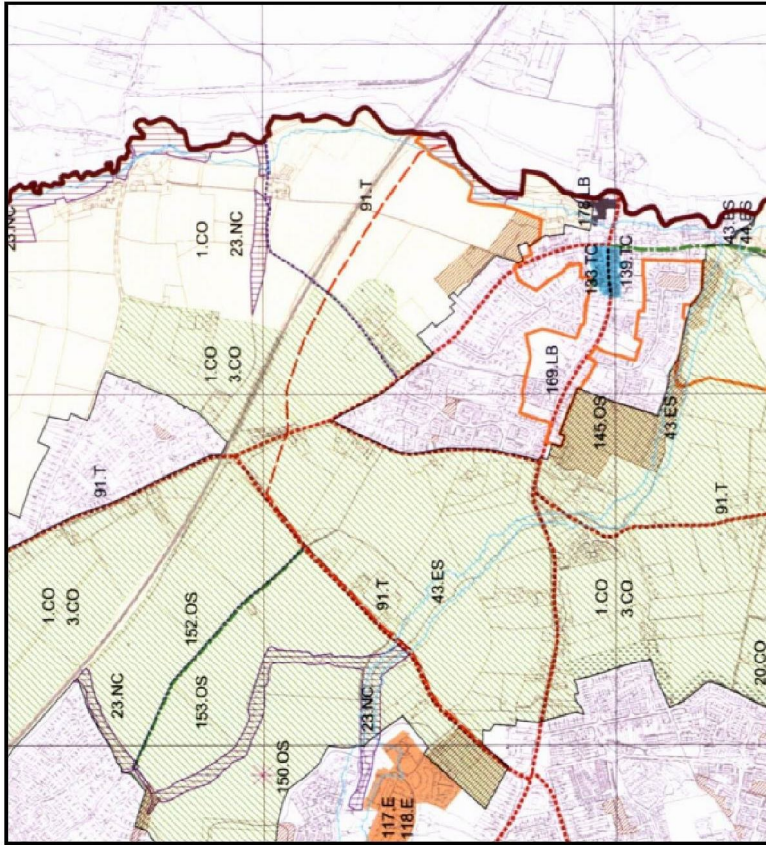 23.NC
1.CO
23.NC
91.T
178.LB
43.ES
44.ES
133.TC
139.TC
1.CO
3.CO
169.LB
145.OS
43.ES
91.T
91.T
1.CO
3.CO
152.OS
91.T
43.ES
1.CO
3.CO
23.NC
153.OS
23.NC
20.CO
150.OS
117.E
118.E